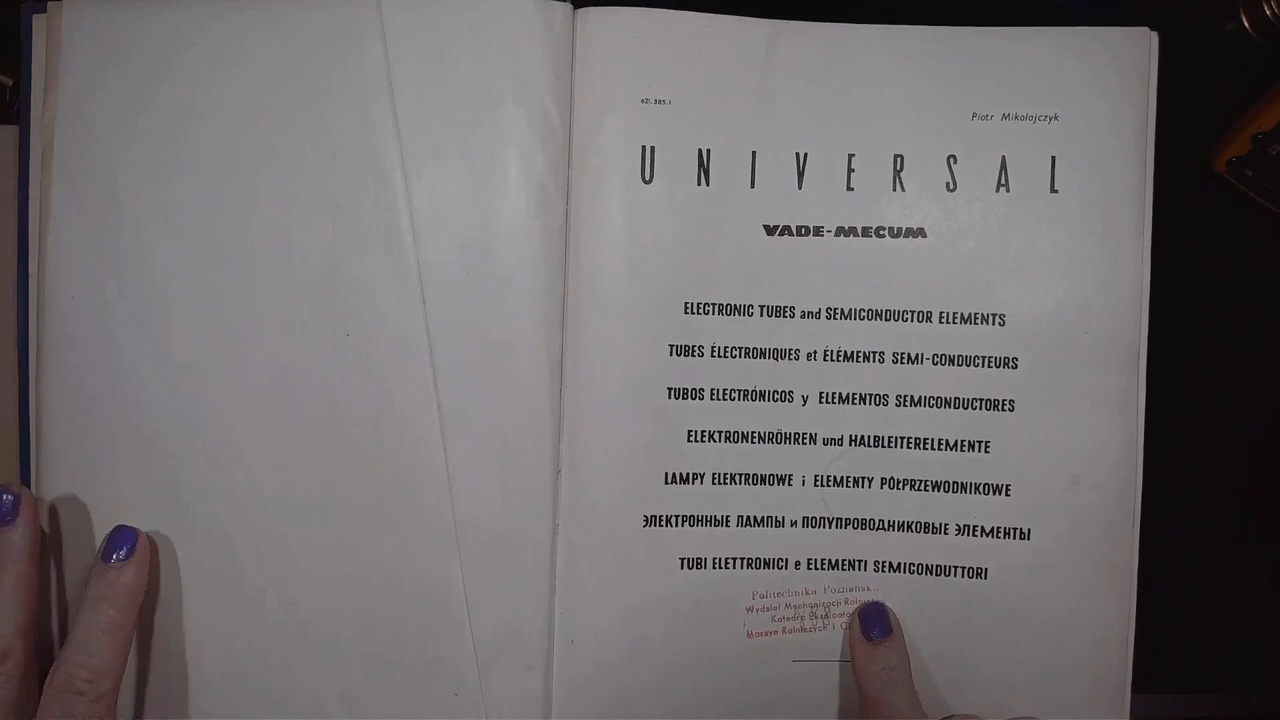 621.385.1
Piotr Mikołajczyk
UNIVERSAL
VADE-MECUM
ELECTRONIC TUBES and SEMICONDUCTOR ELEMENTS
TUBES ÉLECTRONIQUES et ÉLÉMENTS SEMI-CONDUCTEURS
TUBOS ELECTRÓNICOS y ELEMENTOS SEMICONDUCTORES
ELEKTRONENRÖHREN und HALBLEITERELEMENTE
LAMPY ELEKTRONOWE i ELEMENTY PÓŁPRZEWODNIKOWE
ЭЛЕКТРОННЫЕ ЛАМПЫ и ПОЛУПРОВОДНИКОВЫЕ ЭЛЕМЕНТЫ
TUBI ELETTRONICI e ELEMENTI SEMICONDUTTORI
Politechnika
Wydział Mechanizacji
Katedra
Maszyn Rolniczych i